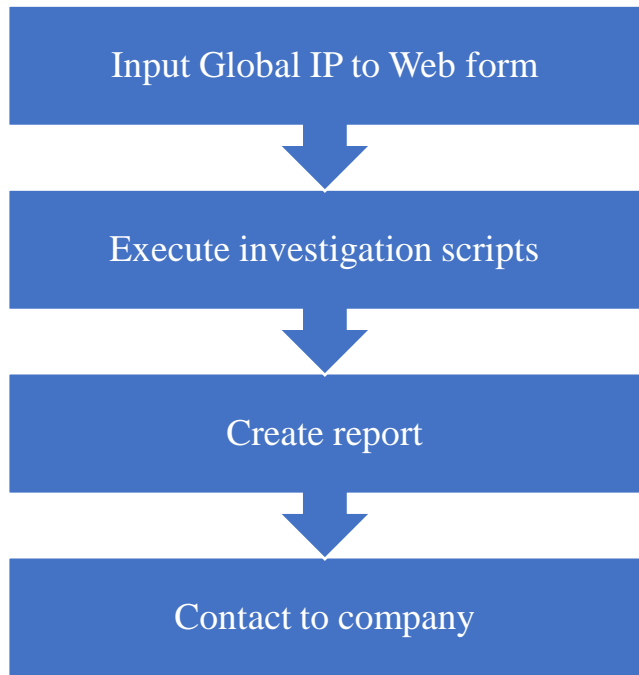 Input Global IP to Web form
Execute investigation scripts
Create report
Contact to company